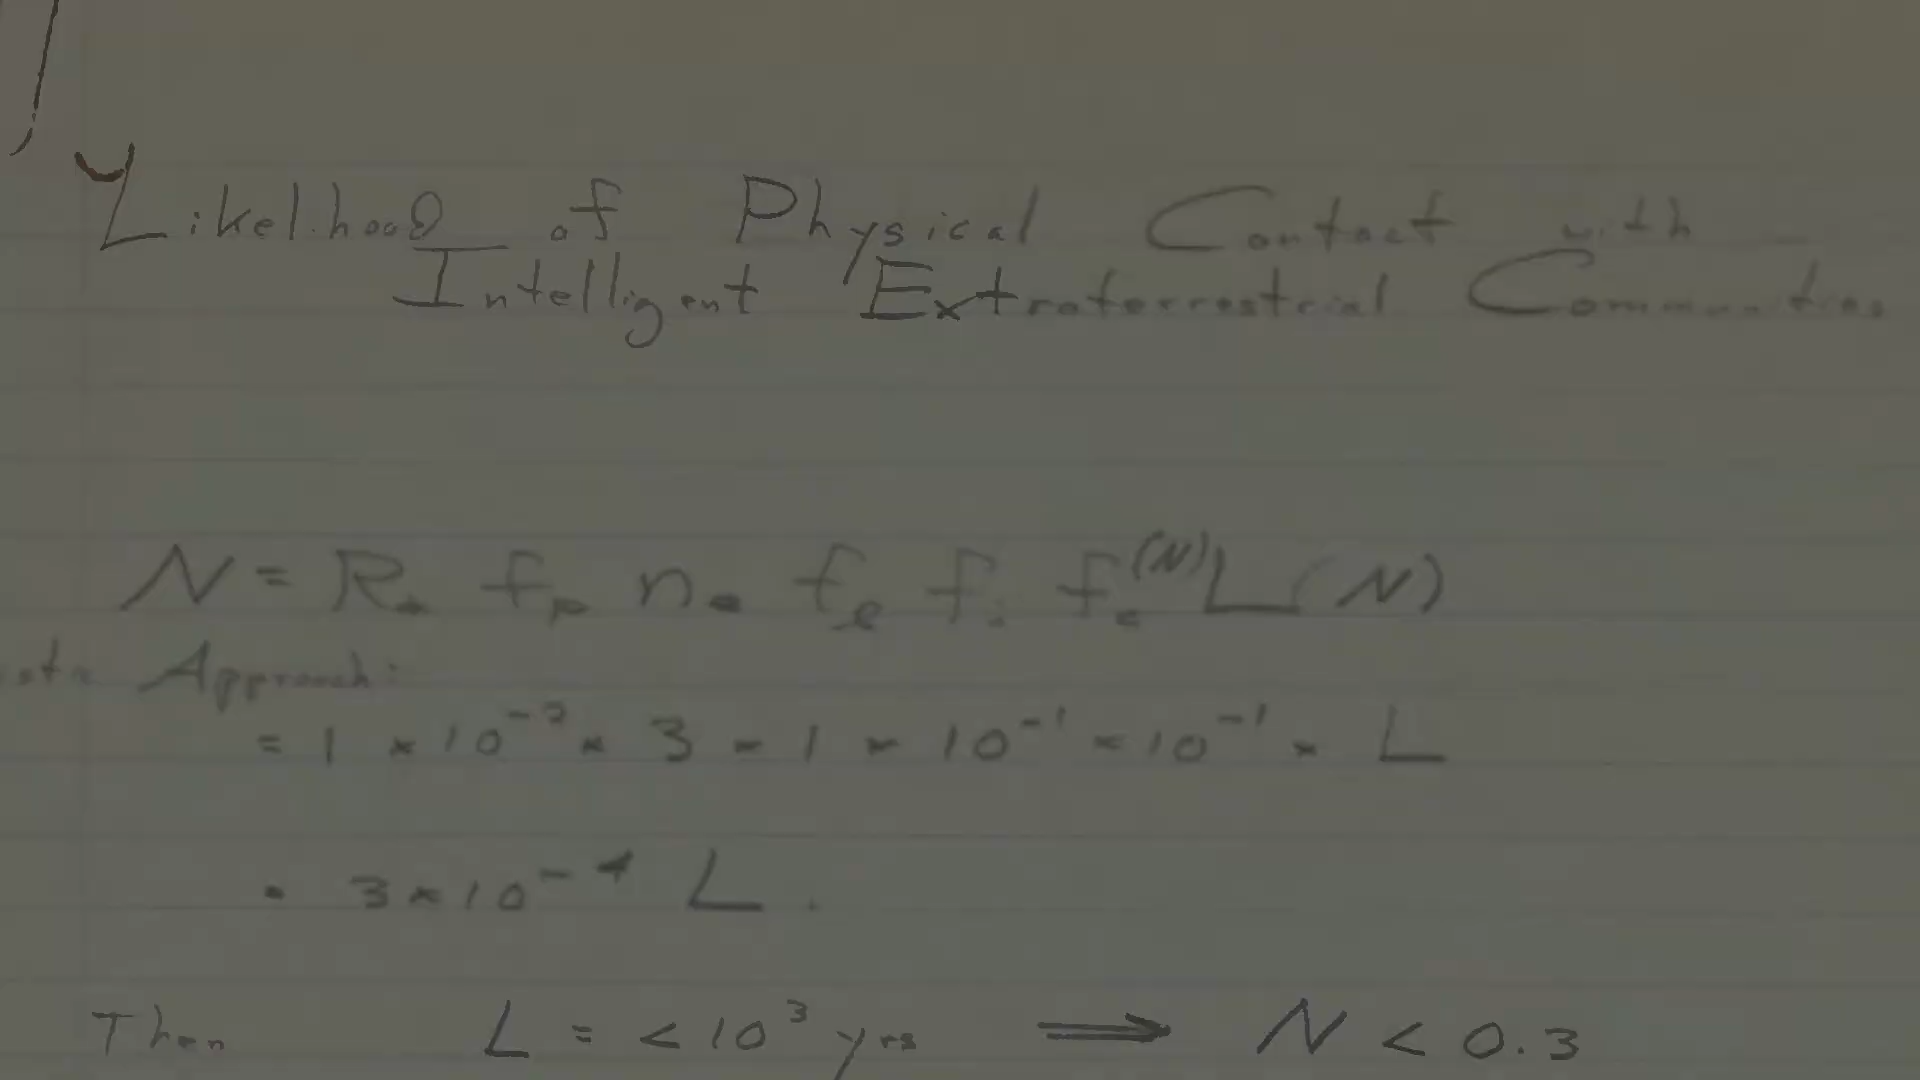 Likelihood of Physical Contact with
Intelligent Extraterrestrial Communities
N = R* fp ne fl fi fc(N) L(N)
Approach:
= 1 × 10⁻² × 3 × 1 × 10⁻¹ × 10⁻¹ × L
= 3 × 10⁻⁴ L.
Then L = < 10³ yrs ⟹ N < 0.3